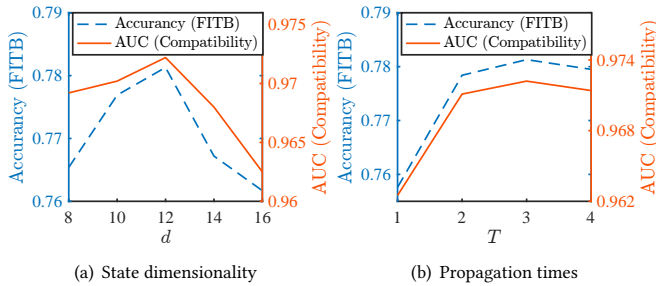 0.79
0.78
0.77
0.76
Accurancy (FITB)
Accurancy (FITB)
AUC (Compatibility)
0.975
0.97
0.965
0.96
AUC (Compatibility)
8 10 12 14 16
d
(a) State dimensionality
0.79
0.78
0.77
0.76
Accurancy (FITB)
Accurancy (FITB)
AUC (Compatibility)
0.974
0.968
0.962
AUC (Compatibility)
1 2 3 4
T
(b) Propagation times